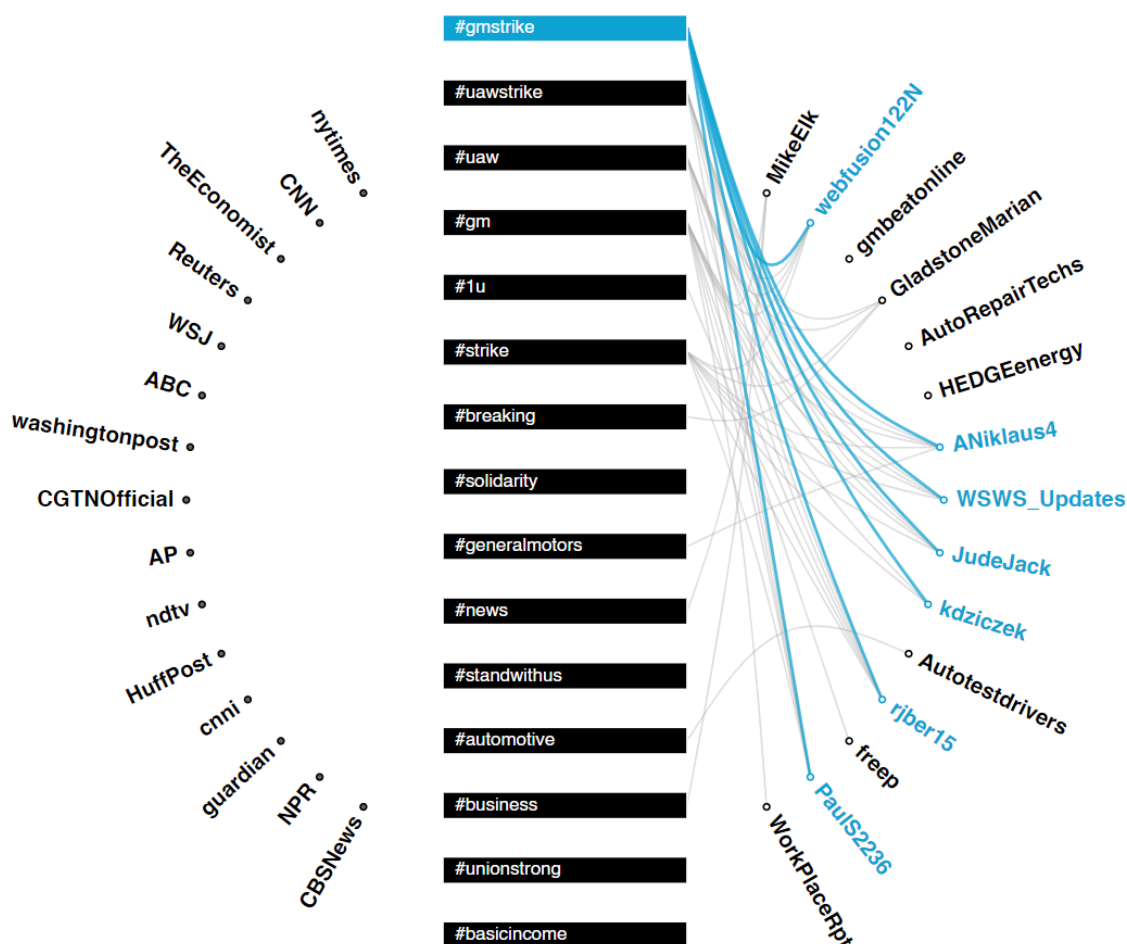 nytimes
CNN
TheEconomist
Reuters
WSJ
ABC
washingtonpost
CGTNOfficial
AP
ndtv
HuffPost
cnni
guardian
NPR
CBSNews
#gmstrike
#uawstrike
#uaw
#gm
#1u
#strike
#breaking
#solidarity
#generalmotors
#news
#standwithus
#automotive
#business
#unionstrong
#basicincome
MikeElk
webfusion122N
gmbeatonline
GladstoneMarian
AutoRepairTechs
HEDGEenergy
ANiklaus4
WSWS_Updates
JudeJack
kdziczek
Autotestdrivers
rjber15
freep
PaulS2236
WorkPlaceRpt